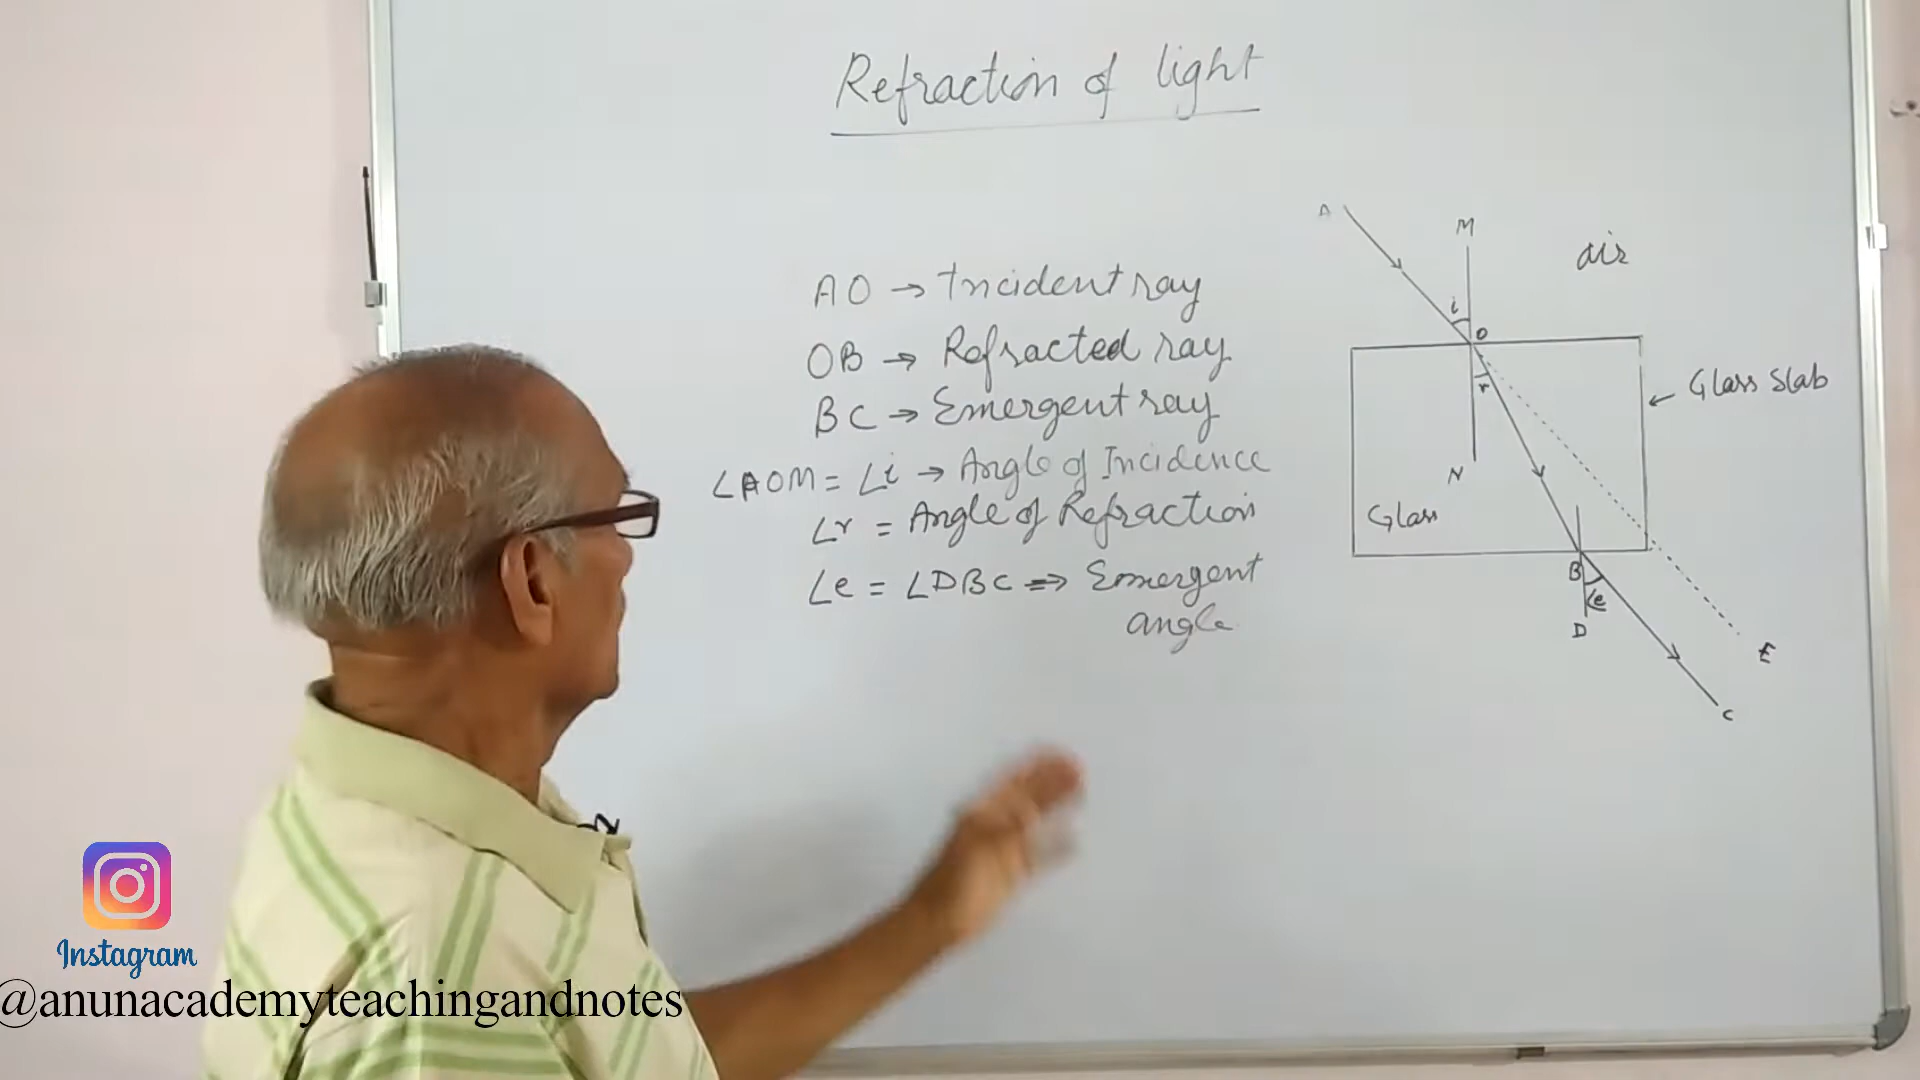 Refraction of light
AO → Incident ray
OB → Refracted ray
BC → Emergent ray
∠AOM = ∠i → Angle of Incidence
∠r = Angle of Refraction
∠e = ∠DBC ⇒ Emergent
angle
A
M
air
i
O
r
Glass Slab
N
Glass
B
∠e
D
E
C
Instagram
@anunacademyteachingandnotes